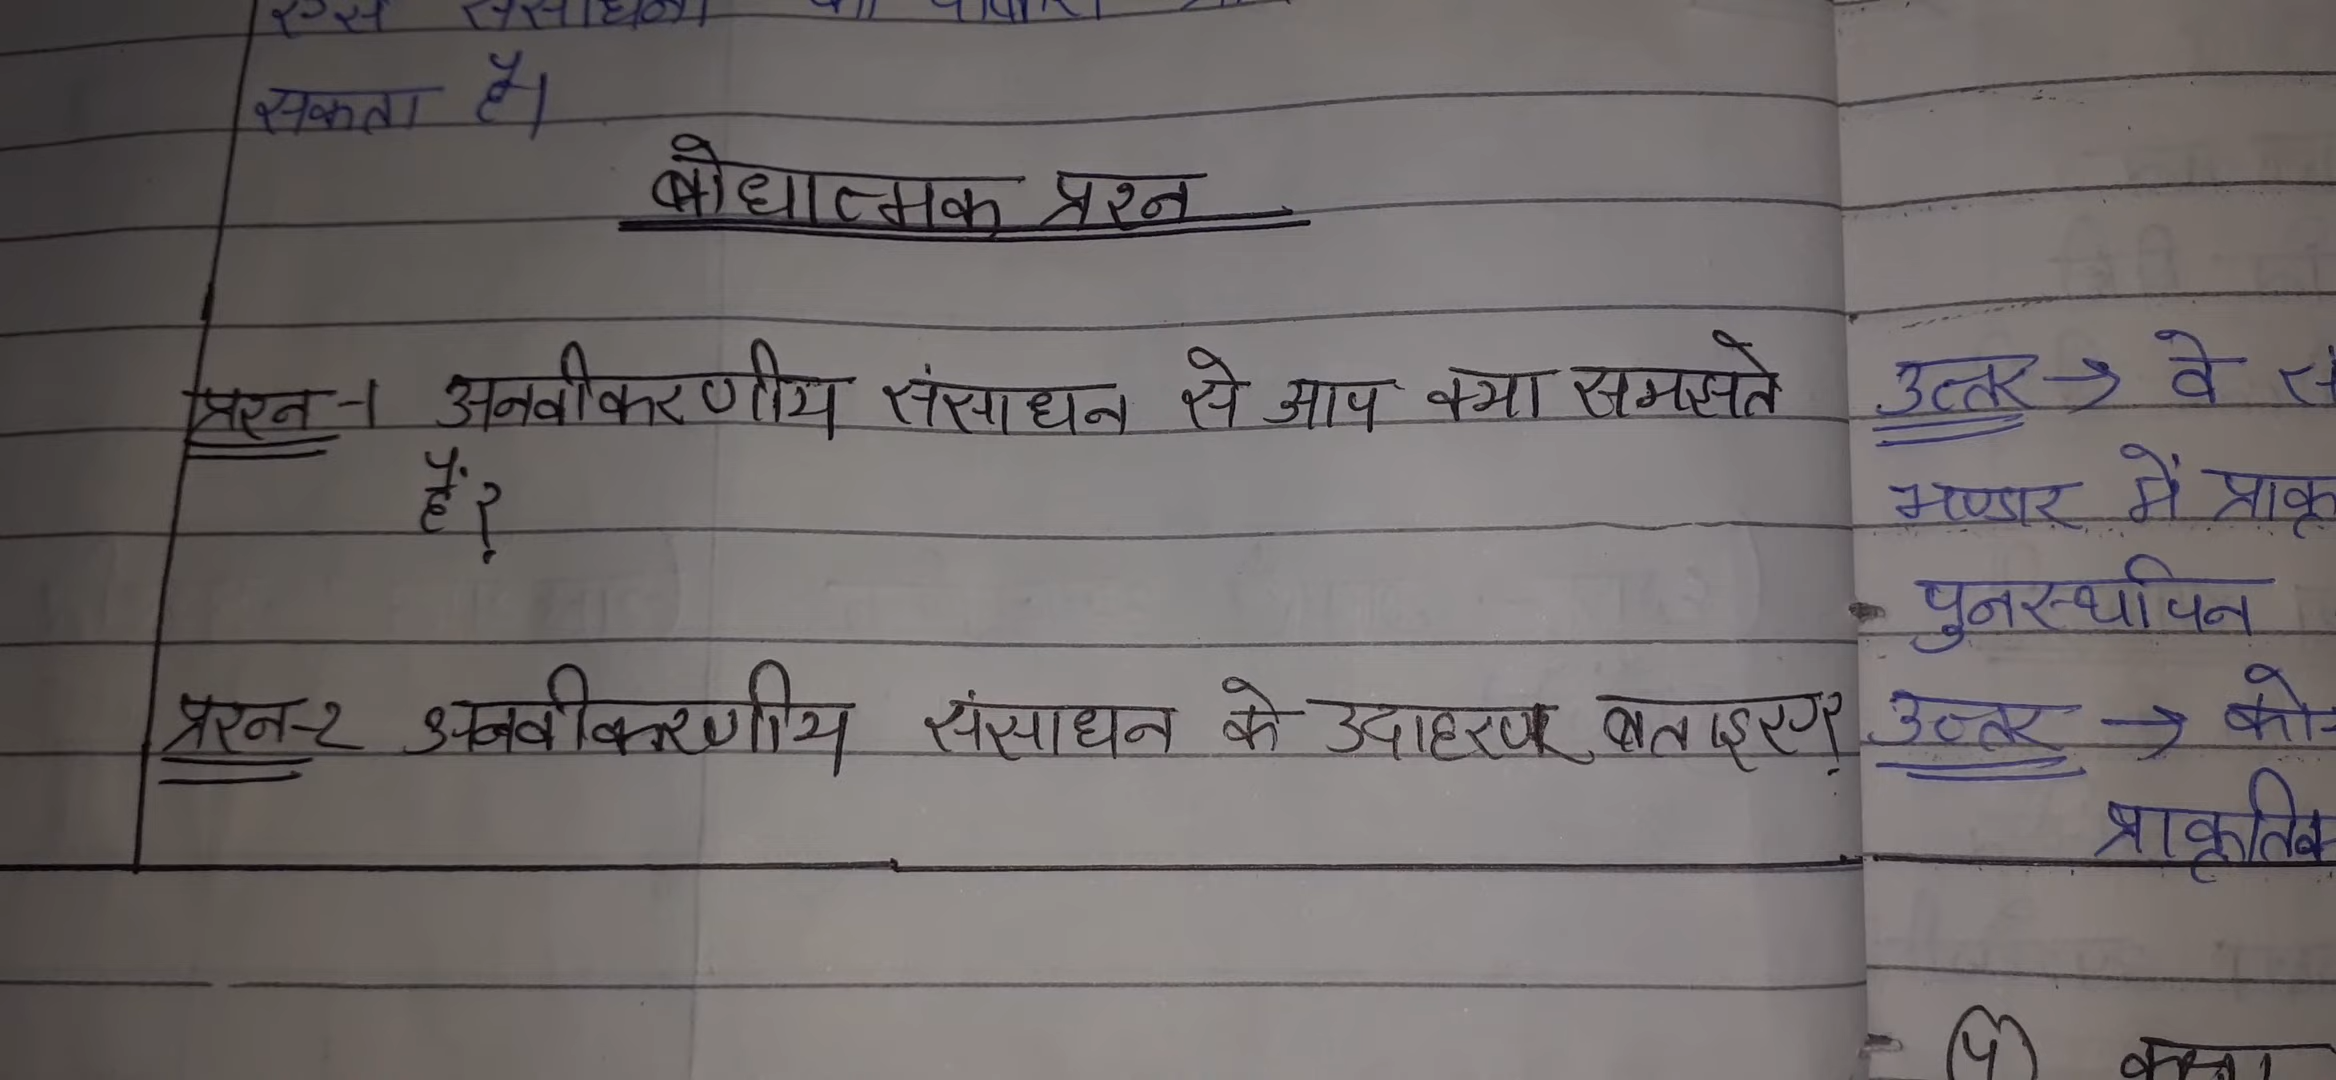 सकता है।
बोधात्मक प्रश्न
प्रश्न-1 अनवीकरणीय संसाधन से आप क्या समझते
हैं?
प्रश्न-2 अनवीकरणीय संसाधन के उदाहरण बताइए?
उत्तर → वे
भण्डार में
पुनर्स्थापन
उत्तर →